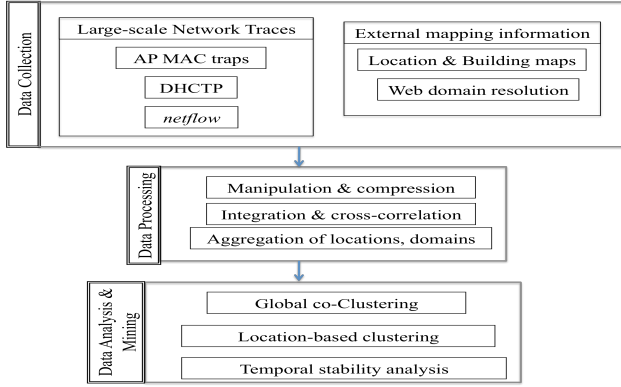 Data Collection
Large-scale Network Traces
AP MAC traps
DHCTP
netflow
External mapping information
Location & Building maps
Web domain resolution
Data Processing
Manipulation & compression
Integration & cross-correlation
Aggregation of locations, domains
Data Analysis &
Mining
Global co-Clustering
Location-based clustering
Temporal stability analysis